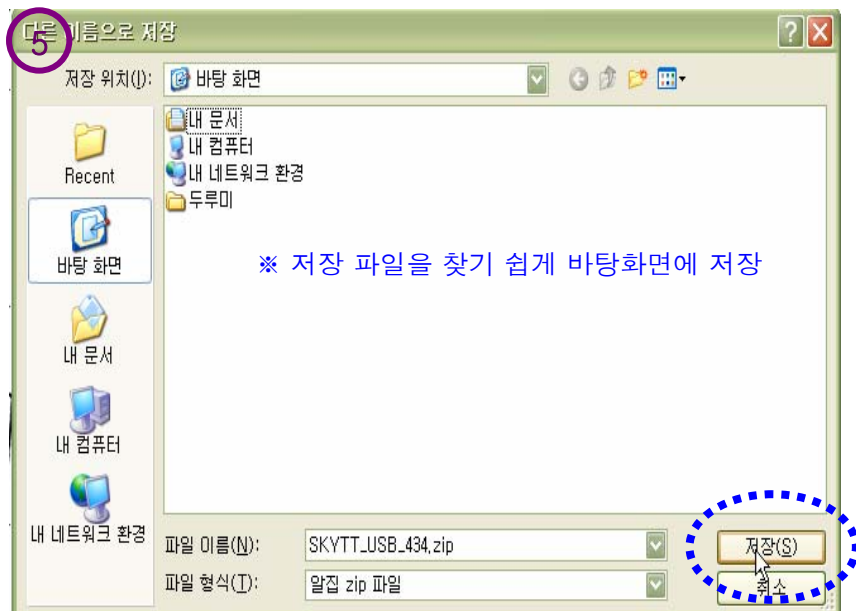 다른 이름으로 저장
5
저장 위치(I): 바탕 화면
내 문서
내 컴퓨터
내 네트워크 환경
두루미
Recent
바탕 화면
내 문서
내 컴퓨터
내 네트워크 환경
※ 저장 파일을 찾기 쉽게 바탕화면에 저장
파일 이름(N): SKYTT_USB_434.zip 저장(S)
파일 형식(T): 알집 zip 파일 취소